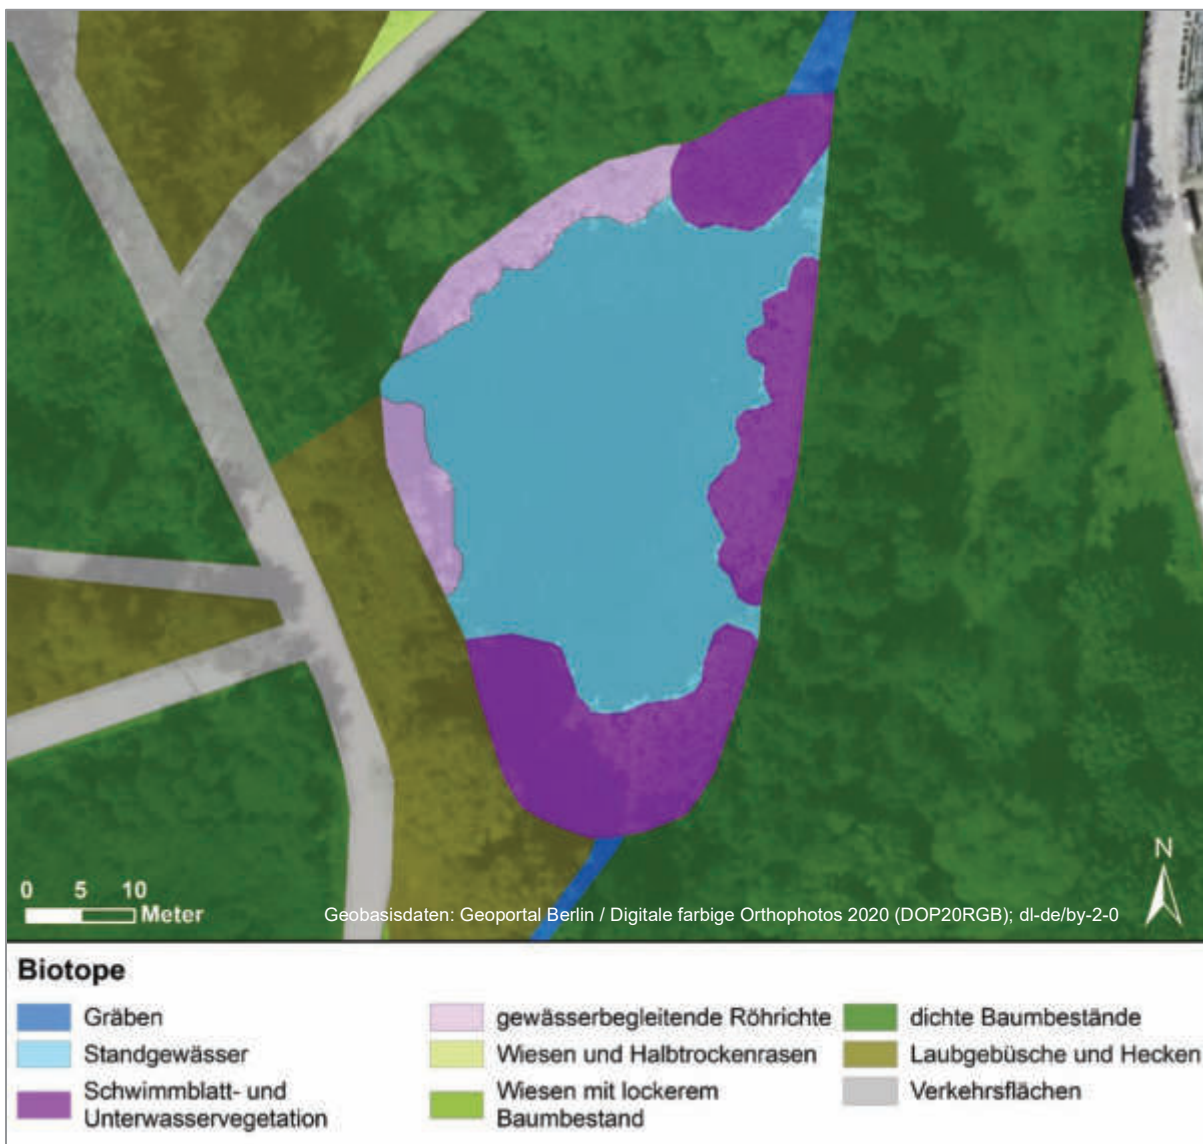 N
0 5 10
Meter
Geobasisdaten: Geoportal Berlin / Digitale farbige Orthophotos 2020 (DOP20RGB); dl-de/by-2-0
Biotope
Gräben
Standgewässer
Schwimmblatt- und
Unterwasservegetation
gewässerbegleitende Röhrichte
Wiesen und Halbtrockenrasen
Wiesen mit lockerem
Baumbestand
dichte Baumbestände
Laubgebüsche und Hecken
Verkehrsflächen